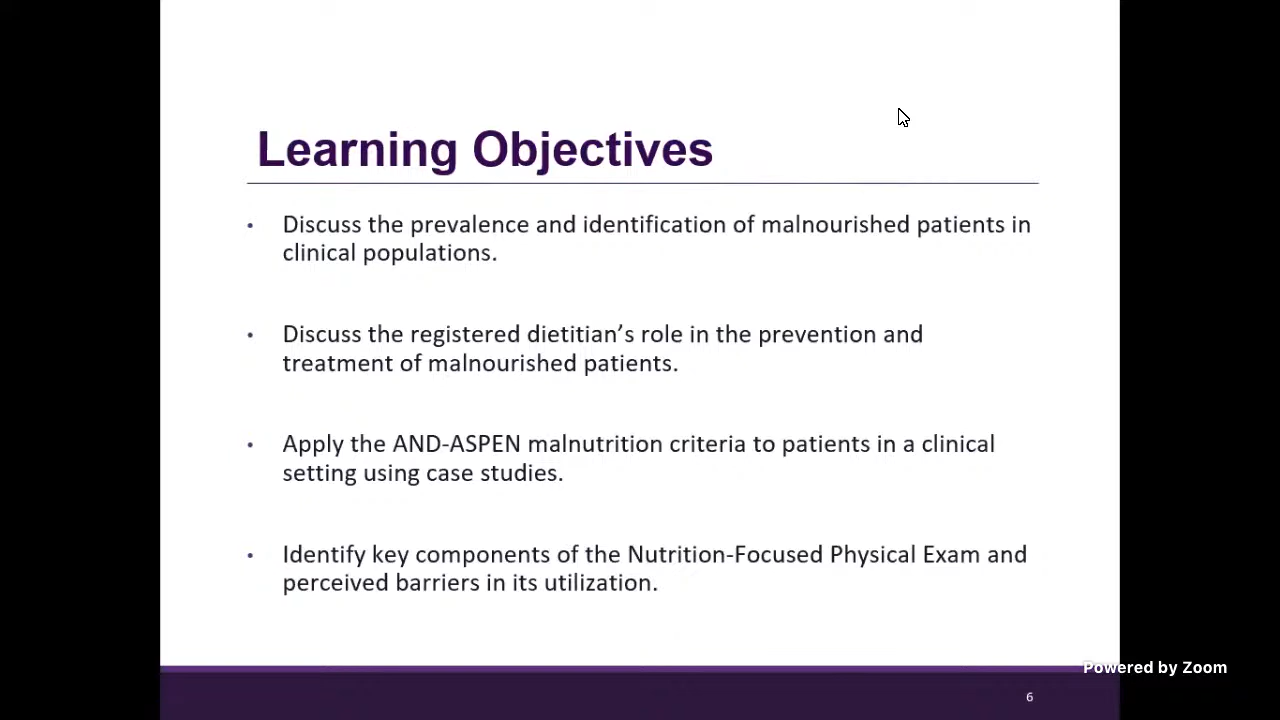 Learning Objectives
• Discuss the prevalence and identification of malnourished patients in
clinical populations.
• Discuss the registered dietitian’s role in the prevention and
treatment of malnourished patients.
• Apply the AND-ASPEN malnutrition criteria to patients in a clinical
setting using case studies.
• Identify key components of the Nutrition-Focused Physical Exam and
perceived barriers in its utilization.
Powered by Zoom
6